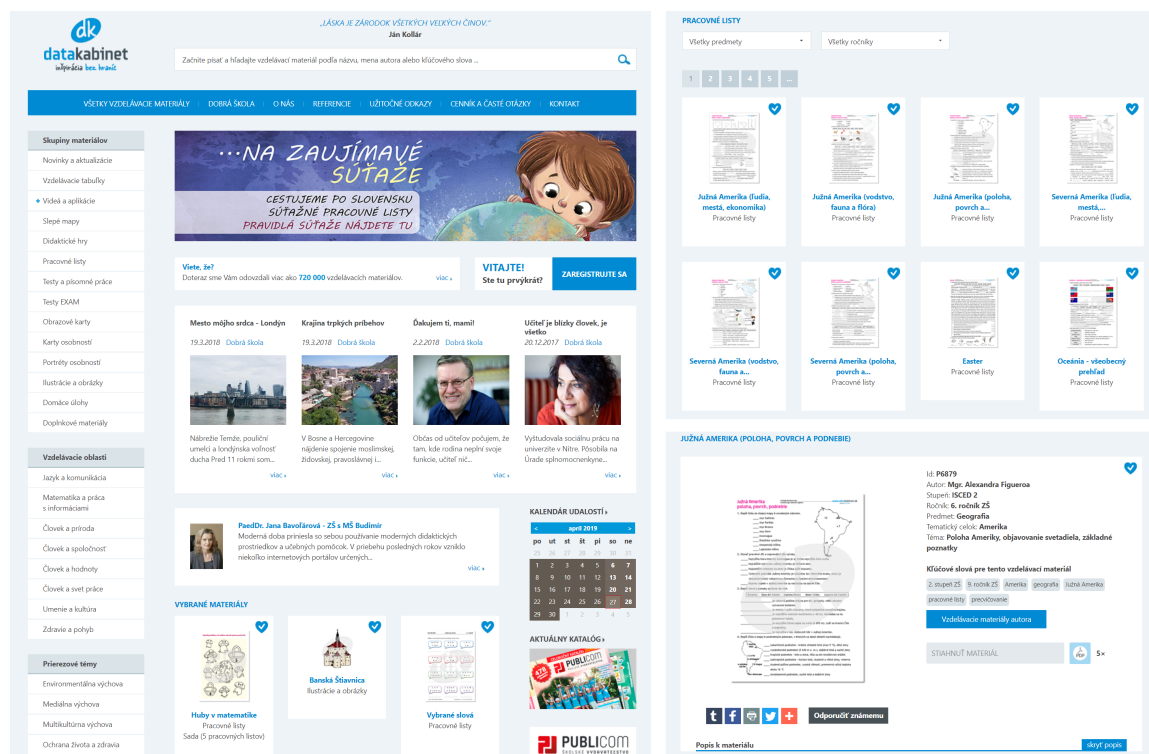 „LÁSKA JE ZÁRODOK VŠETKÝCH VEĽKÝCH ČINOV."
Ján Kollár
dk
datakabinet
inšpirácia bez hraníc
Začnite písať a hľadajte vzdelávací materiál podľa názvu, mena autora alebo kľúčového slova ...
VŠETKY VZDELÁVACIE MATERIÁLY
DOBRÁ ŠKOLA
O NÁS
REFERENCIE
UŽITOČNÉ ODKAZY
CENNÍK A ČASTÉ OTÁZKY
KONTAKT
Skupiny materiálov
Novinky a aktualizácie
Vzdelávacie tabuľky
Videá a aplikácie
Slepé mapy
Didaktické hry
Pracovné listy
Testy a písomné práce
Testy EXAM
Obrazové karty
Karty osobností
Portréty osobností
Ilustrácie a obrázky
Domáce úlohy
Doplnkové materiály
Vzdelávacie oblasti
Jazyk a komunikácia
Matematika a práca
s informáciami
Človek a príroda
Človek a spoločnosť
Človek a hodnoty
Človek a svet práce
Umenie a kultúra
Zdravie a pohyb
Prierezové témy
Environmentálna výchova
Mediálna výchova
Multikultúrna výchova
Ochrana života a zdravia
...NA ZAUJÍMAVÉ
SÚŤAŽE
CESTUJEME PO SLOVENSKU
SÚŤAŽNÉ PRACOVNÉ LISTY
PRAVIDLÁ SÚŤAŽE NÁJDETE TU
Viete, že?
Doteraz sme Vám odovzdali viac ako 720 000 vzdelávacích materiálov.
viac
VITAJTE!
Ste tu prvýkrát?
ZAREGISTRUJTE SA
Mesto môjho srdca - Londýn
19.3.2018 Dobrá škola
Nábrežie Temže, pouliční
umelci a londýnska voľnosť
ducha Pred 11 rokmi som...
viac
Krajina trpkých príbehov
19.3.2018 Dobrá škola
V Bosne a Hercegovine
nájdete spojenie moslimskej,
židovskej, pravoslávnej i...
viac
Ďakujem ti, mami!
2.2.2018 Dobrá škola
Občas od učiteľov počujem, že
tam, kde rodina neplní svoje
funkcie, učiteľ nič...
viac
Učiteľ je blízky človek, je
všetko
20.12.2017 Dobrá škola
Vyštudovala sociálnu prácu na
univerzite v Nitre. Pôsobila na
Úrade splnomocnenkyne...
viac
PaedDr. Jana Bavoľárová - ZŠ s MŠ Budimír
Moderná doba priniesla so sebou používanie moderných didaktických
prostriedkov a učebných pomôcok. V priebehu posledných rokov vzniklo
niekoľko internetových portálov určených...
viac
KALENDÁR UDALOSTÍ
< apríl 2019 >
po ut st št pi so ne
25 26 27 28 29 30 31
1 2 3 4 5 6 7
8 9 10 11 12 13 14
15 16 17 18 19 20 21
22 23 24 25 26 27 28
29 30 1 2 3 4 5
VYBRANÉ MATERIÁLY
Huby v matematike
Pracovné listy
Sada (5 pracovných listov)
Banská Štiavnica
Ilustrácie a obrázky
Vybrané slová
Pracovné listy
AKTUÁLNY KATALÓG
PUBLICOM
PUBLICOM
ŠKOLSKÉ VYDAVATEĽSTVO
PRACOVNÉ LISTY
Všetky predmety
Všetky ročníky
1 2 3 4 5 ...
Južná Amerika (ľudia,
mestá, ekonomika)
Pracovné listy
Južná Amerika (vodstvo,
fauna a flóra)
Pracovné listy
Južná Amerika (poloha,
povrch a...
Pracovné listy
Severná Amerika (ľudia,
mestá,...
Pracovné listy
Severná Amerika (vodstvo,
fauna a...
Pracovné listy
Severná Amerika (poloha,
povrch a...
Pracovné listy
Easter
Pracovné listy
Oceánia - všeobecný
prehľad
Pracovné listy
JUŽNÁ AMERIKA (POLOHA, POVRCH A PODNEBIE)
Južná Amerika
poloha, povrch, podnebie
Id: P6879
Autor: Mgr. Alexandra Figueroa
Stupeň: ISCED 2
Ročník: 6. ročník ZŠ
Predmet: Geografia
Tematický celok: Amerika
Téma: Poloha Ameriky, objavovanie svetadiela, základné
poznatky
Kľúčové slová pre tento vzdelávací materiál
2. stupeň ZŠ 9. ročník ZŠ Amerika geografia Južná Amerika
pracovné listy precvičovanie
Vzdelávacie materiály autora
STIAHNUŤ MATERIÁL
PDF
5×
Odporučiť známemu
Popis k materiálu
skryť popis